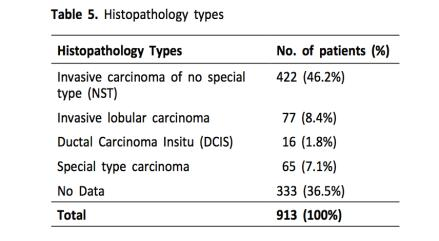 Table 5. Histopathology types
Histopathology Types No. of patients (%)
Invasive carcinoma of no special 422 (46.2%)
type (NST)
Invasive lobular carcinoma 77 (8.4%)
Ductal Carcinoma Insitu (DCIS) 16 (1.8%)
Special type carcinoma 65 (7.1%)
No Data 333 (36.5%)
Total 913 (100%)